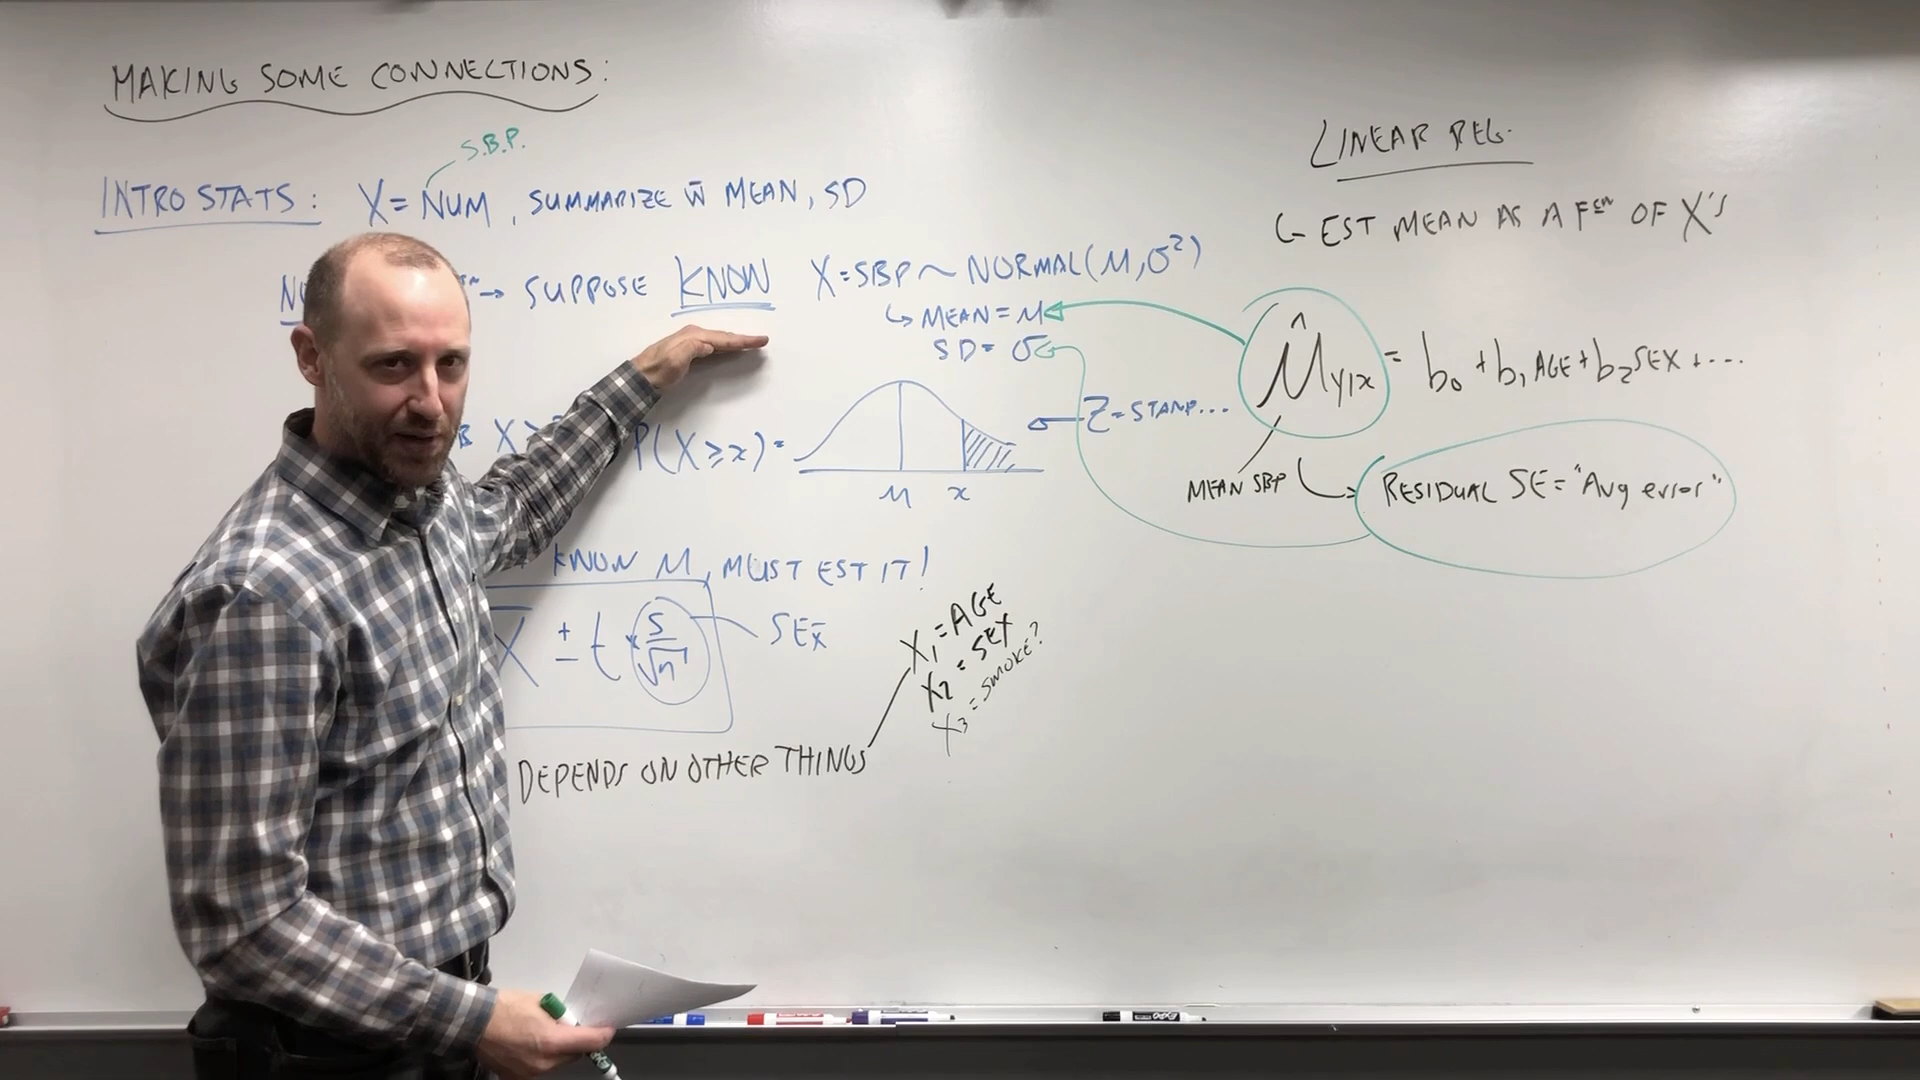 MAKING SOME CONNECTIONS:
S.B.P.
INTRO STATS: X = NUM, SUMMARIZE W̄ MEAN, SD
→ SUPPOSE KNOW X = SBP ~ NORMAL(M, σ²)
↳ MEAN = M
SD = σ
P(X ≥ x) =
M x
Z = STAND...
KNOW M, MUST EST IT!
X̄ ± t × S/√n SEx̄
X₁ = AGE
X₂ = SEX
X₃ = SMOKE?
DEPENDS ON OTHER THINGS
LINEAR REG.
↳ EST MEAN AS A Fᶜᵗⁿ OF X'S
M̂ Y|X = b₀ + b₁ AGE + b₂ SEX + ...
MEAN SBP
RESIDUAL SE = "Avg error"